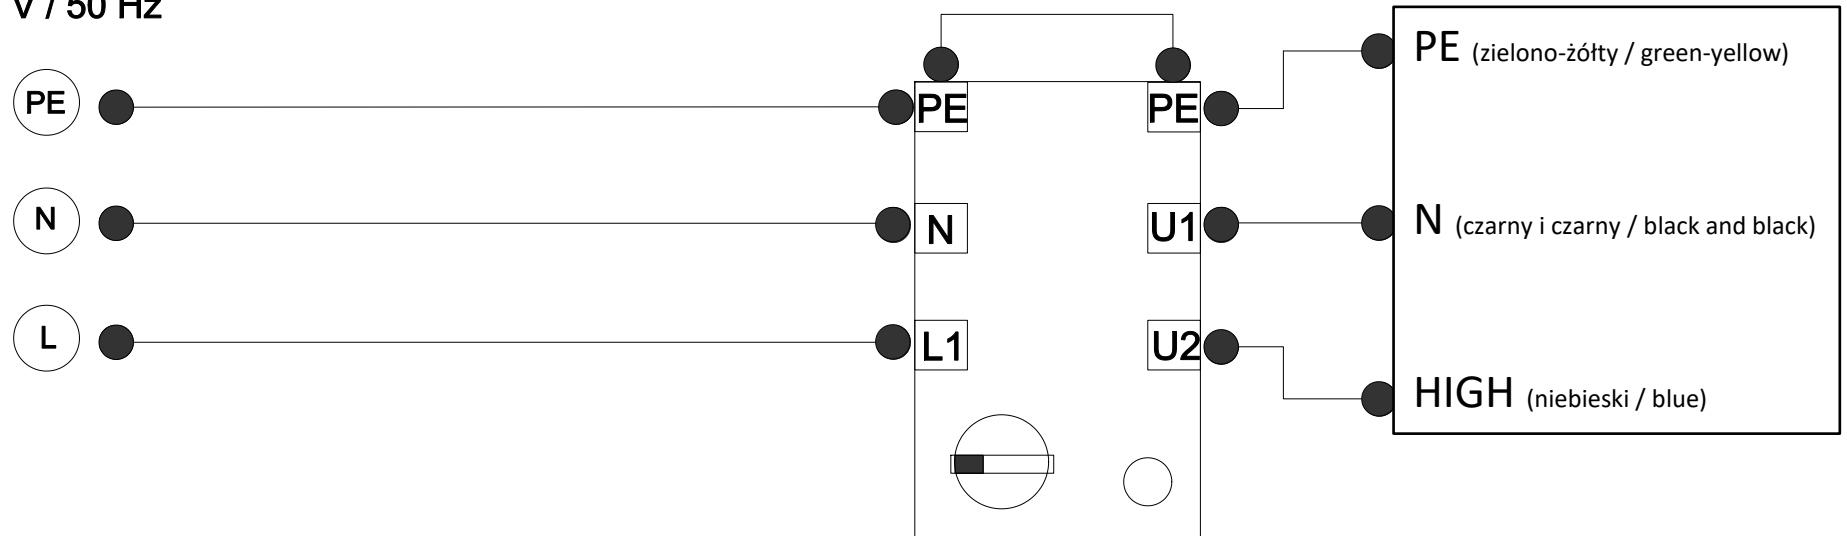 V / 50 Hz
PE
PE
PE
PE (zielono-żółty / green-yellow)
N
N
U1
N (czarny i czarny / black and black)
L
L1
U2
HIGH (niebieski / blue)